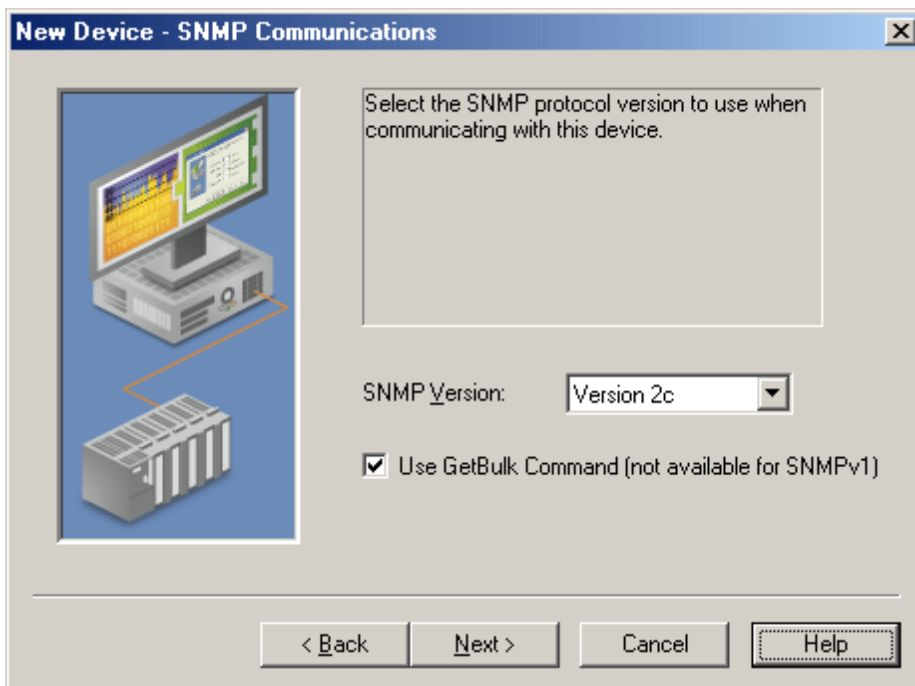 New Device - SNMP Communications
Select the SNMP protocol version to use when
communicating with this device.
SNMP Version:
Version 2c
Use GetBulk Command (not available for SNMPv1)
< Back
Next >
Cancel
Help